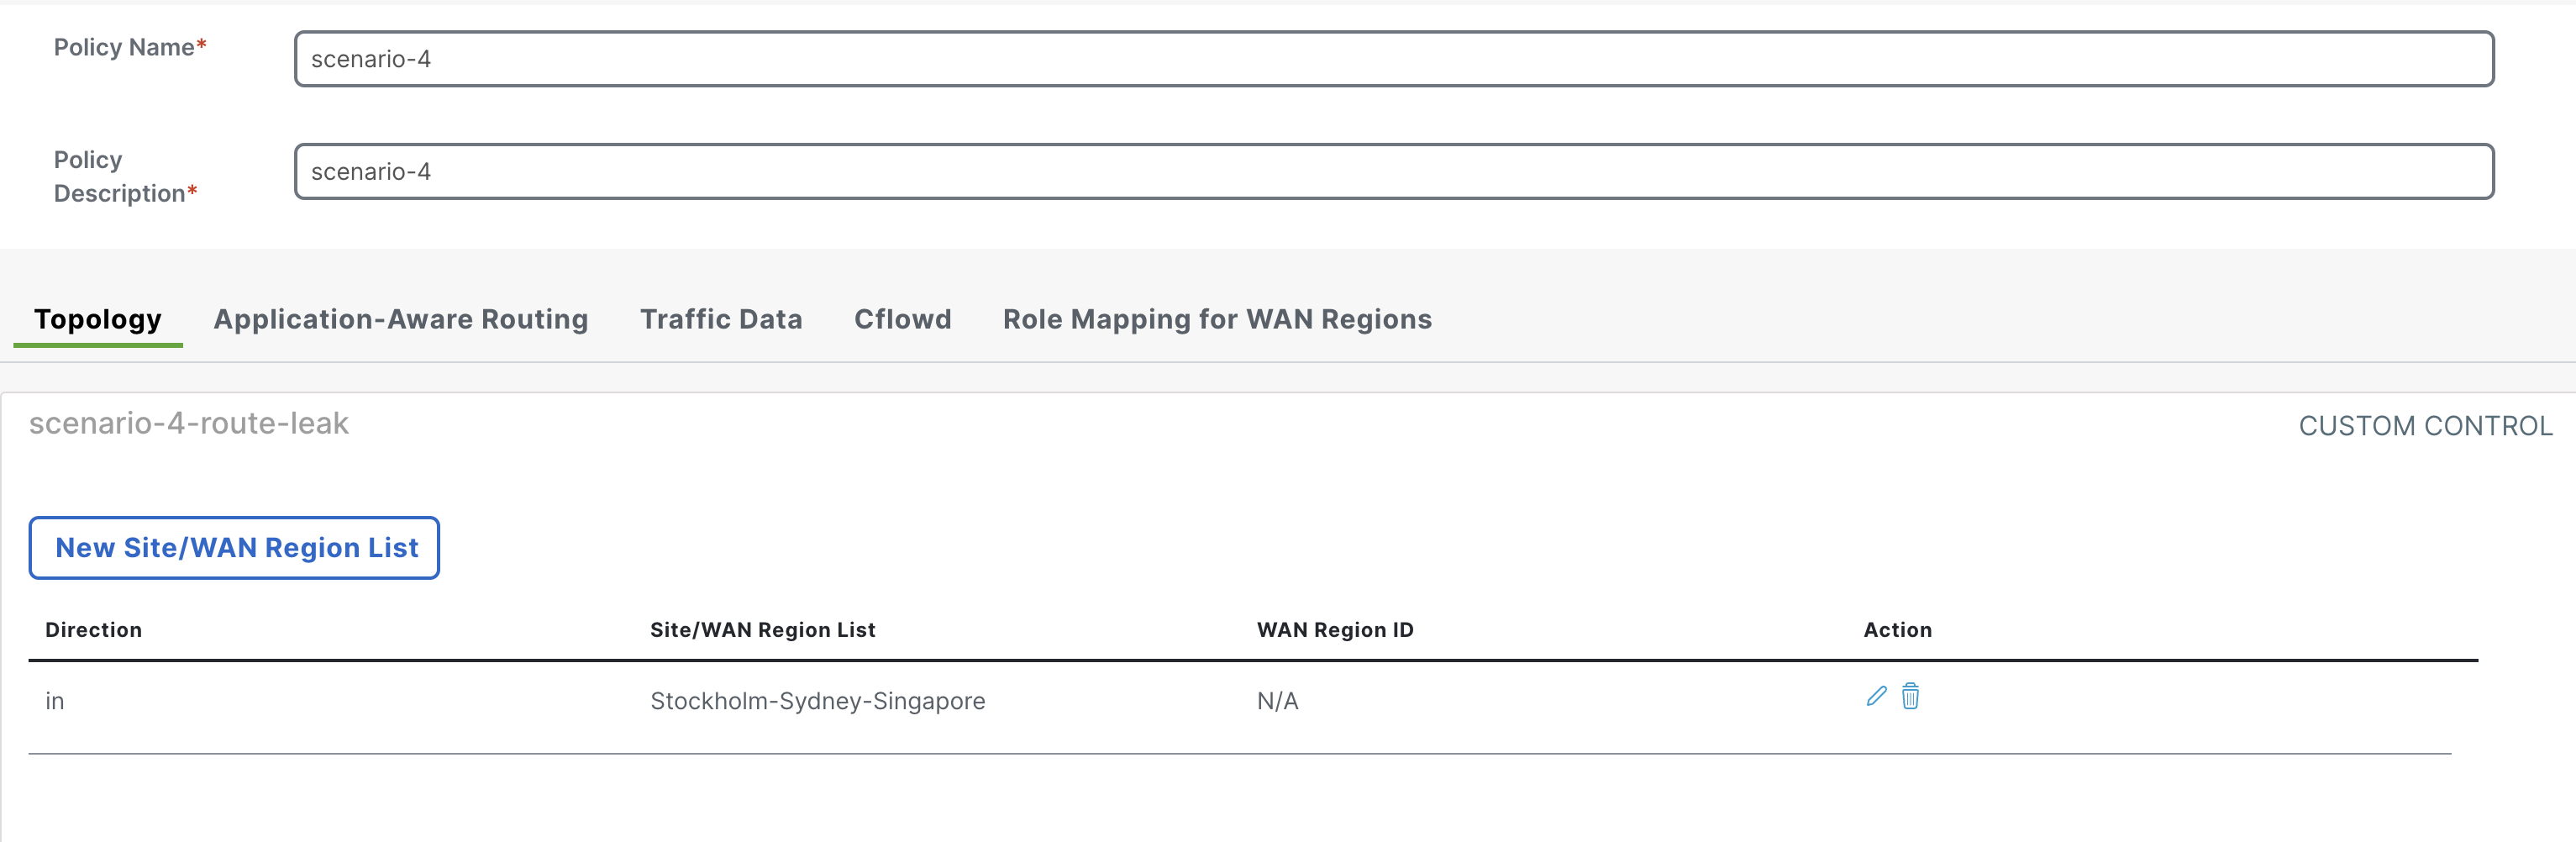 Policy Name*
scenario-4
Policy
Description*
scenario-4
Topology Application-Aware Routing Traffic Data Cflowd Role Mapping for WAN Regions
scenario-4-route-leak CUSTOM CONTROL
New Site/WAN Region List
Direction Site/WAN Region List WAN Region ID Action
in Stockholm-Sydney-Singapore N/A